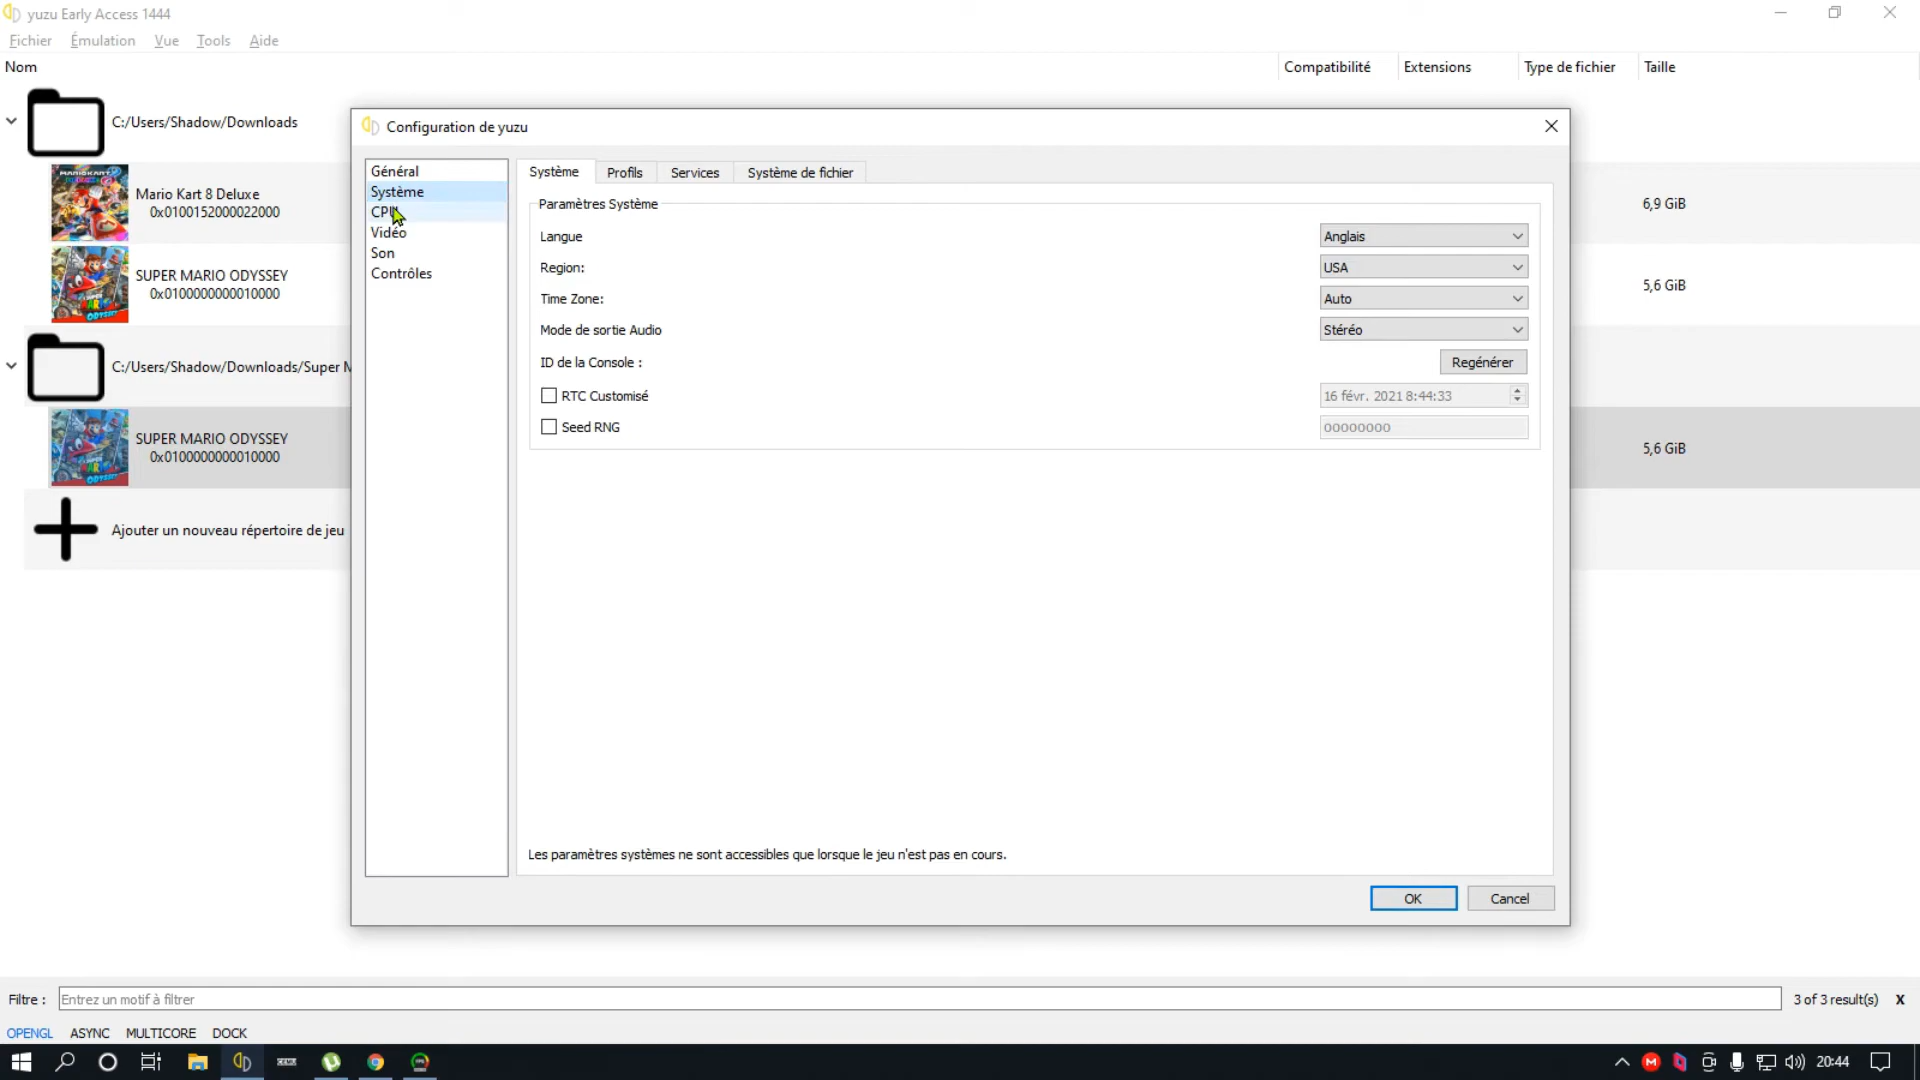 yuzu Early Access 1444
Fichier Émulation Vue Tools Aide
Nom Compatibilité Extensions Type de fichier Taille
C:/Users/Shadow/Downloads
MARIOKART 8
Mario Kart 8 Deluxe
0x0100152000022000
6,9 GiB
SUPER MARIO ODYSSEY
0x0100000000010000
5,6 GiB
C:/Users/Shadow/Downloads/Super M
SUPER MARIO ODYSSEY
0x0100000000010000
5,6 GiB
Ajouter un nouveau répertoire de jeu
Configuration de yuzu
Général
Système
CPU
Vidéo
Son
Contrôles
Système Profils Services Système de fichier
Paramètres Système
Langue Anglais
Region: USA
Time Zone: Auto
Mode de sortie Audio Stéréo
ID de la Console : Regénérer
RTC Customisé 16 févr. 2021 8:44:33
Seed RNG 00000000
Les paramètres systèmes ne sont accessibles que lorsque le jeu n'est pas en cours.
OK Cancel
Filtre : Entrez un motif à filtrer 3 of 3 result(s) X
OPENGL ASYNC MULTICORE DOCK
20:44